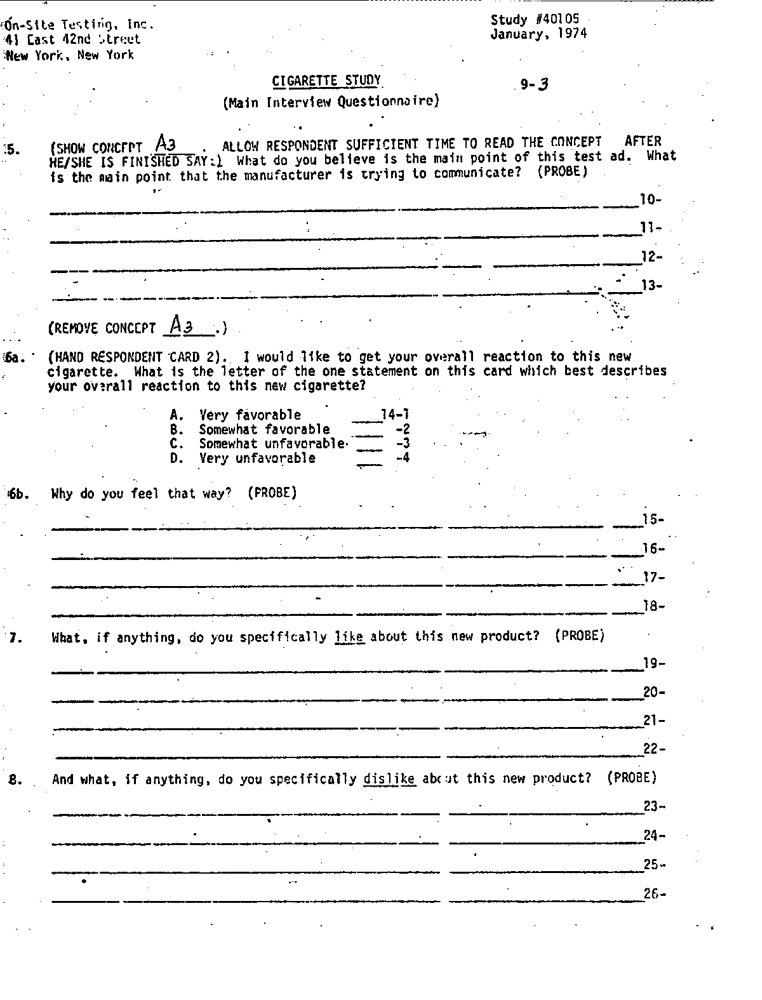 On-Site Testing, Inc.
41 East 42nd Street
New York, New York
Study #40105
January, 1974
CIGARETTE STUDY
9-3
(Main Interview Questionnaire)
5. (SHOW CONCEPT A3 . ALLOW RESPONDENT SUFFICIENT TIME TO READ THE CONCEPT AFTER
HE/SHE IS FINISHED SAY:) What do you believe is the main point of this test ad. What
is the main point that the manufacturer is trying to communicate? (PROBE)
10-
11-
12-
13-
(REMOVE CONCEPT A3 .)
6a. (HAND RESPONDENT CARD 2). I would like to get your overall reaction to this new
cigarette. What is the letter of the one statement on this card which best describes
your overall reaction to this new cigarette?
A. Very favorable 14-1
B. Somewhat favorable -2
C. Somewhat unfavorable -3
D. Very unfavorable -4
6b. Why do you feel that way? (PROBE)
15-
16-
17-
18-
7. What, if anything, do you specifically like about this new product? (PROBE)
19-
20-
21-
22-
8. And what, if anything, do you specifically dislike about this new product? (PROBE)
23-
24-
25-
26-